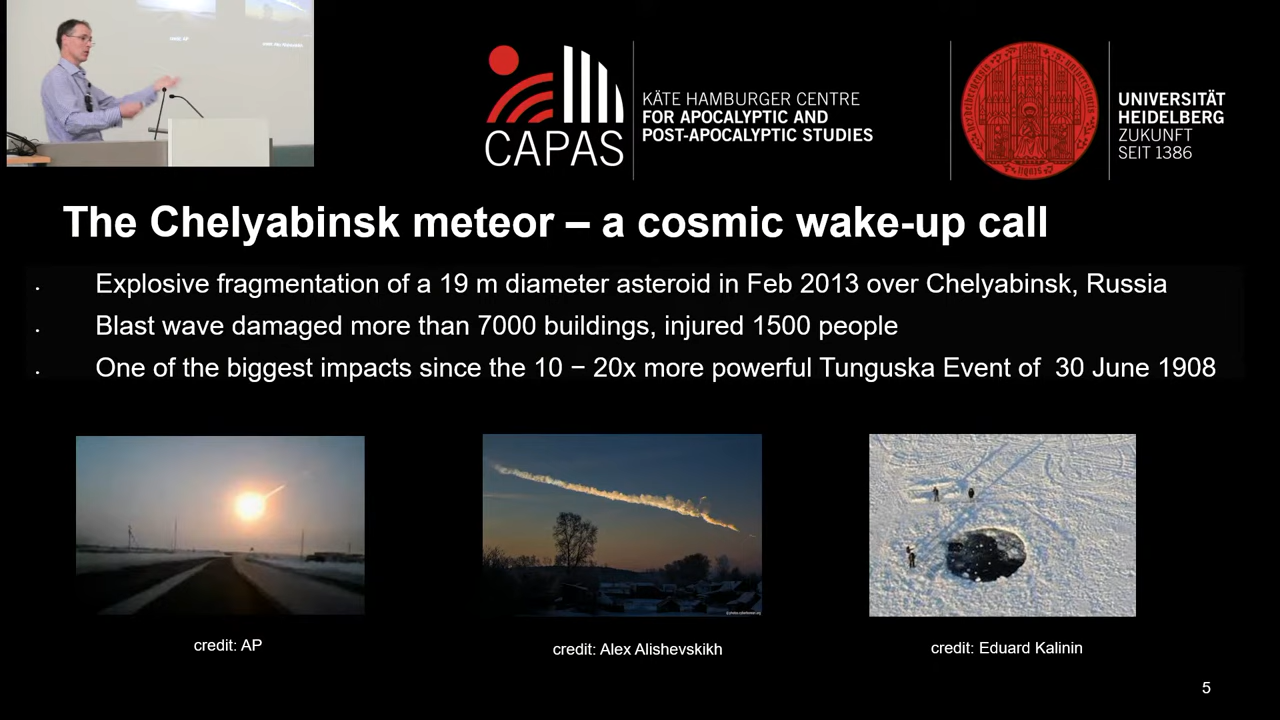 CAPAS
KÄTE HAMBURGER CENTRE
FOR APOCALYPTIC AND
POST-APOCALYPTIC STUDIES
UNIVERSITÄT
HEIDELBERG
ZUKUNFT
SEIT 1386
The Chelyabinsk meteor – a cosmic wake-up call
· Explosive fragmentation of a 19 m diameter asteroid in Feb 2013 over Chelyabinsk, Russia
· Blast wave damaged more than 7000 buildings, injured 1500 people
· One of the biggest impacts since the 10 − 20x more powerful Tunguska Event of  30 June 1908
credit: AP
credit: Alex Alishevskikh
credit: Eduard Kalinin
5